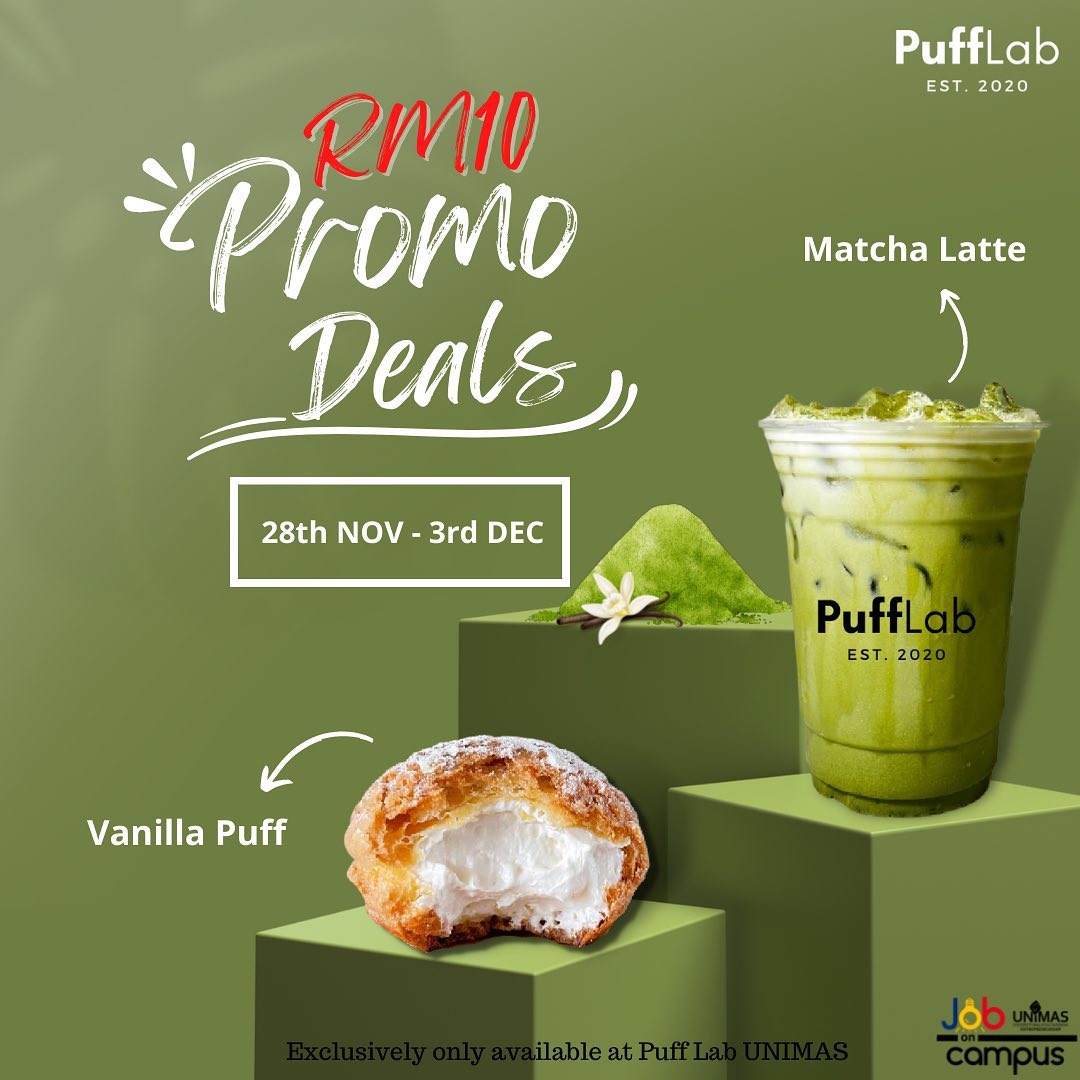 PuffLab
EST. 2020
RM10
Promo
Deals
Matcha Latte
28th NOV - 3rd DEC
PuffLab
EST. 2020
Vanilla Puff
Job
on
campus
UNIMAS
Exclusively only available at Puff Lab UNIMAS